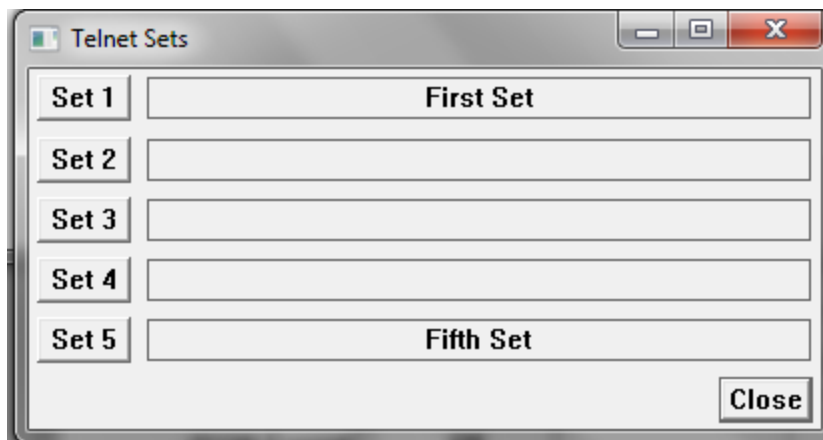 Telnet Sets
Set 1 First Set
Set 2
Set 3
Set 4
Set 5 Fifth Set
Close